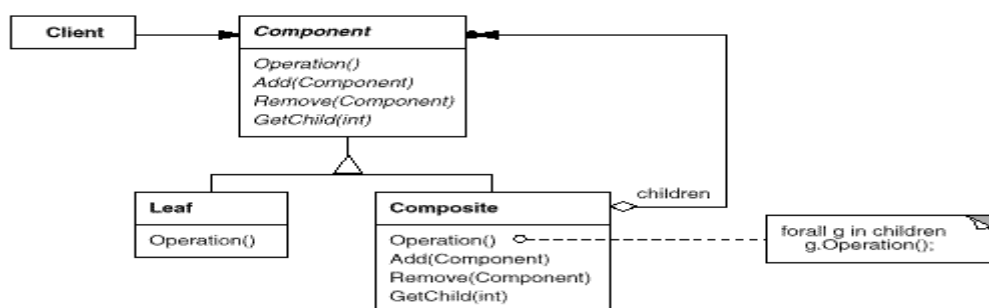 Client
Component
Operation()
Add(Component)
Remove(Component)
GetChild(int)
Leaf
Operation()
Composite
Operation()
Add(Component)
Remove(Component)
GetChild(int)
children
forall g in children
g.Operation();